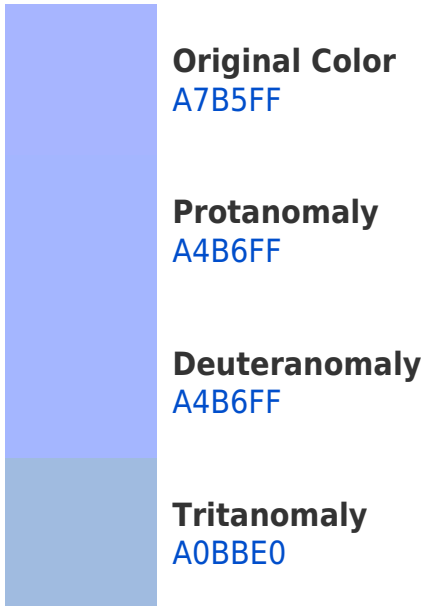 Original Color
A7B5FF
Protanomaly
A4B6FF
Deuteranomaly
A4B6FF
Tritanomaly
A0BBE0